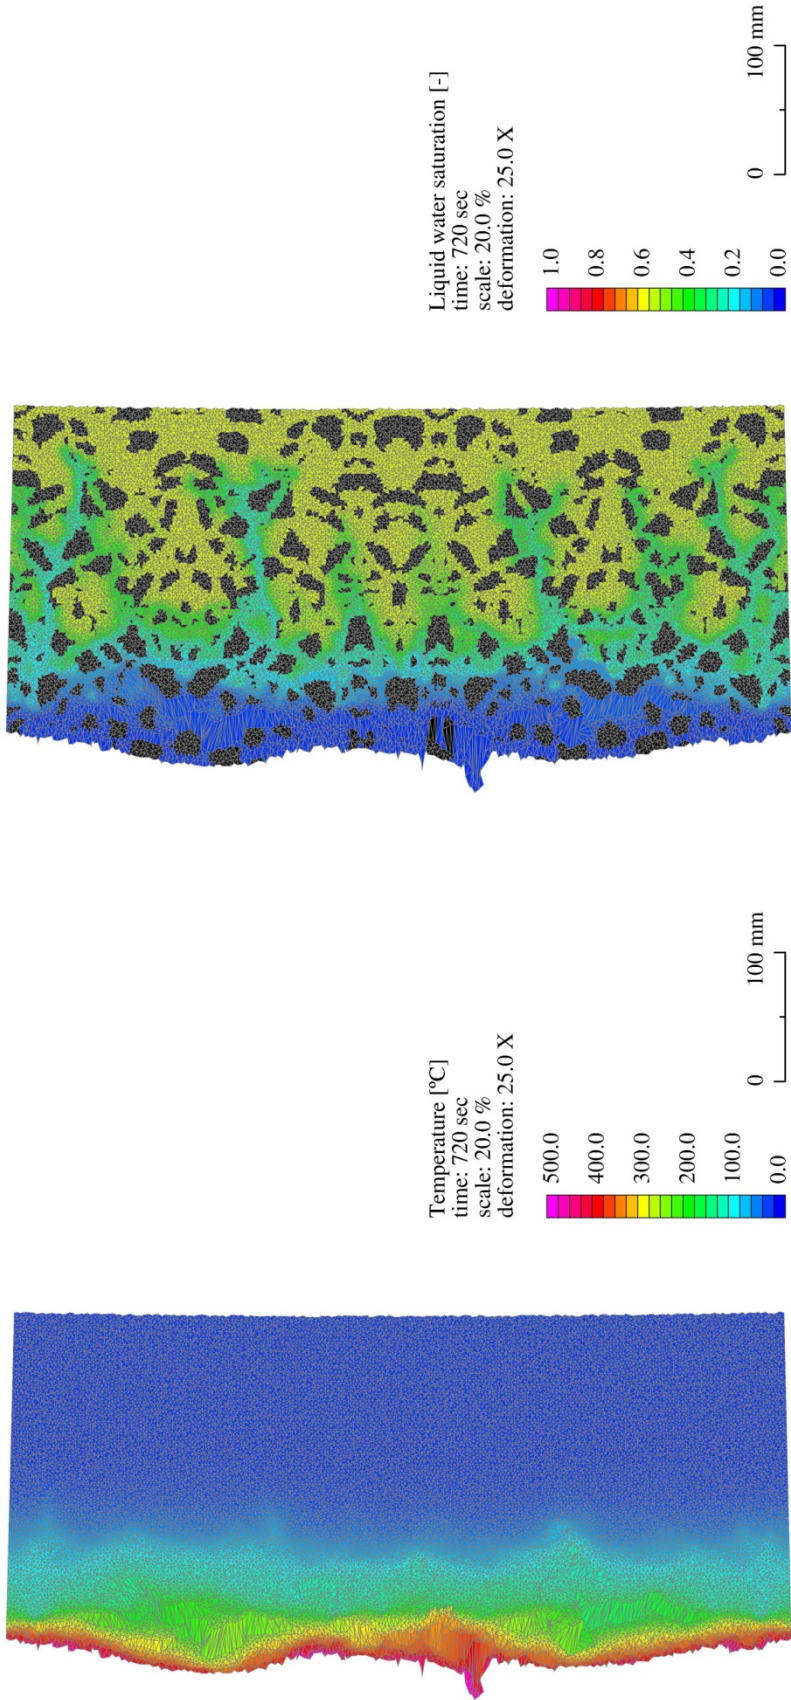 Liquid water saturation [-]
time: 720 sec
scale: 20.0 %
deformation: 25.0 X
1.0
0.8
0.6
0.4
0.2
0.0
0 100 mm
Temperature [ºC]
time: 720 sec
scale: 20.0 %
deformation: 25.0 X
500.0
400.0
300.0
200.0
100.0
0.0
0 100 mm